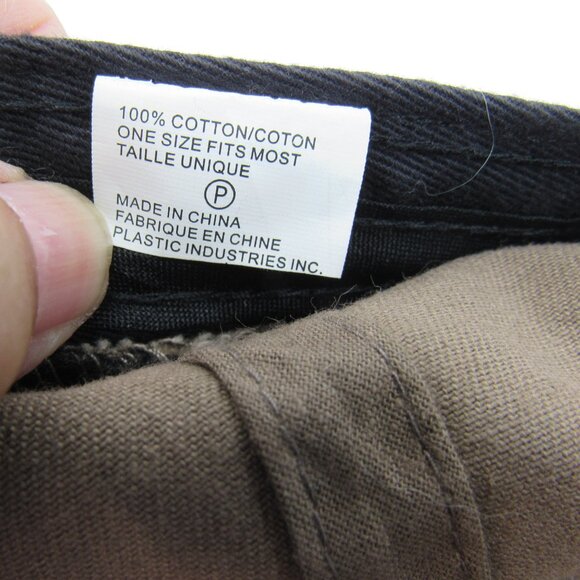 100% COTTON/COTON
ONE SIZE FITS MOST
TAILLE UNIQUE
P
MADE IN CHINA
FABRIQUE EN CHINE
PLASTIC INDUSTRIES INC.